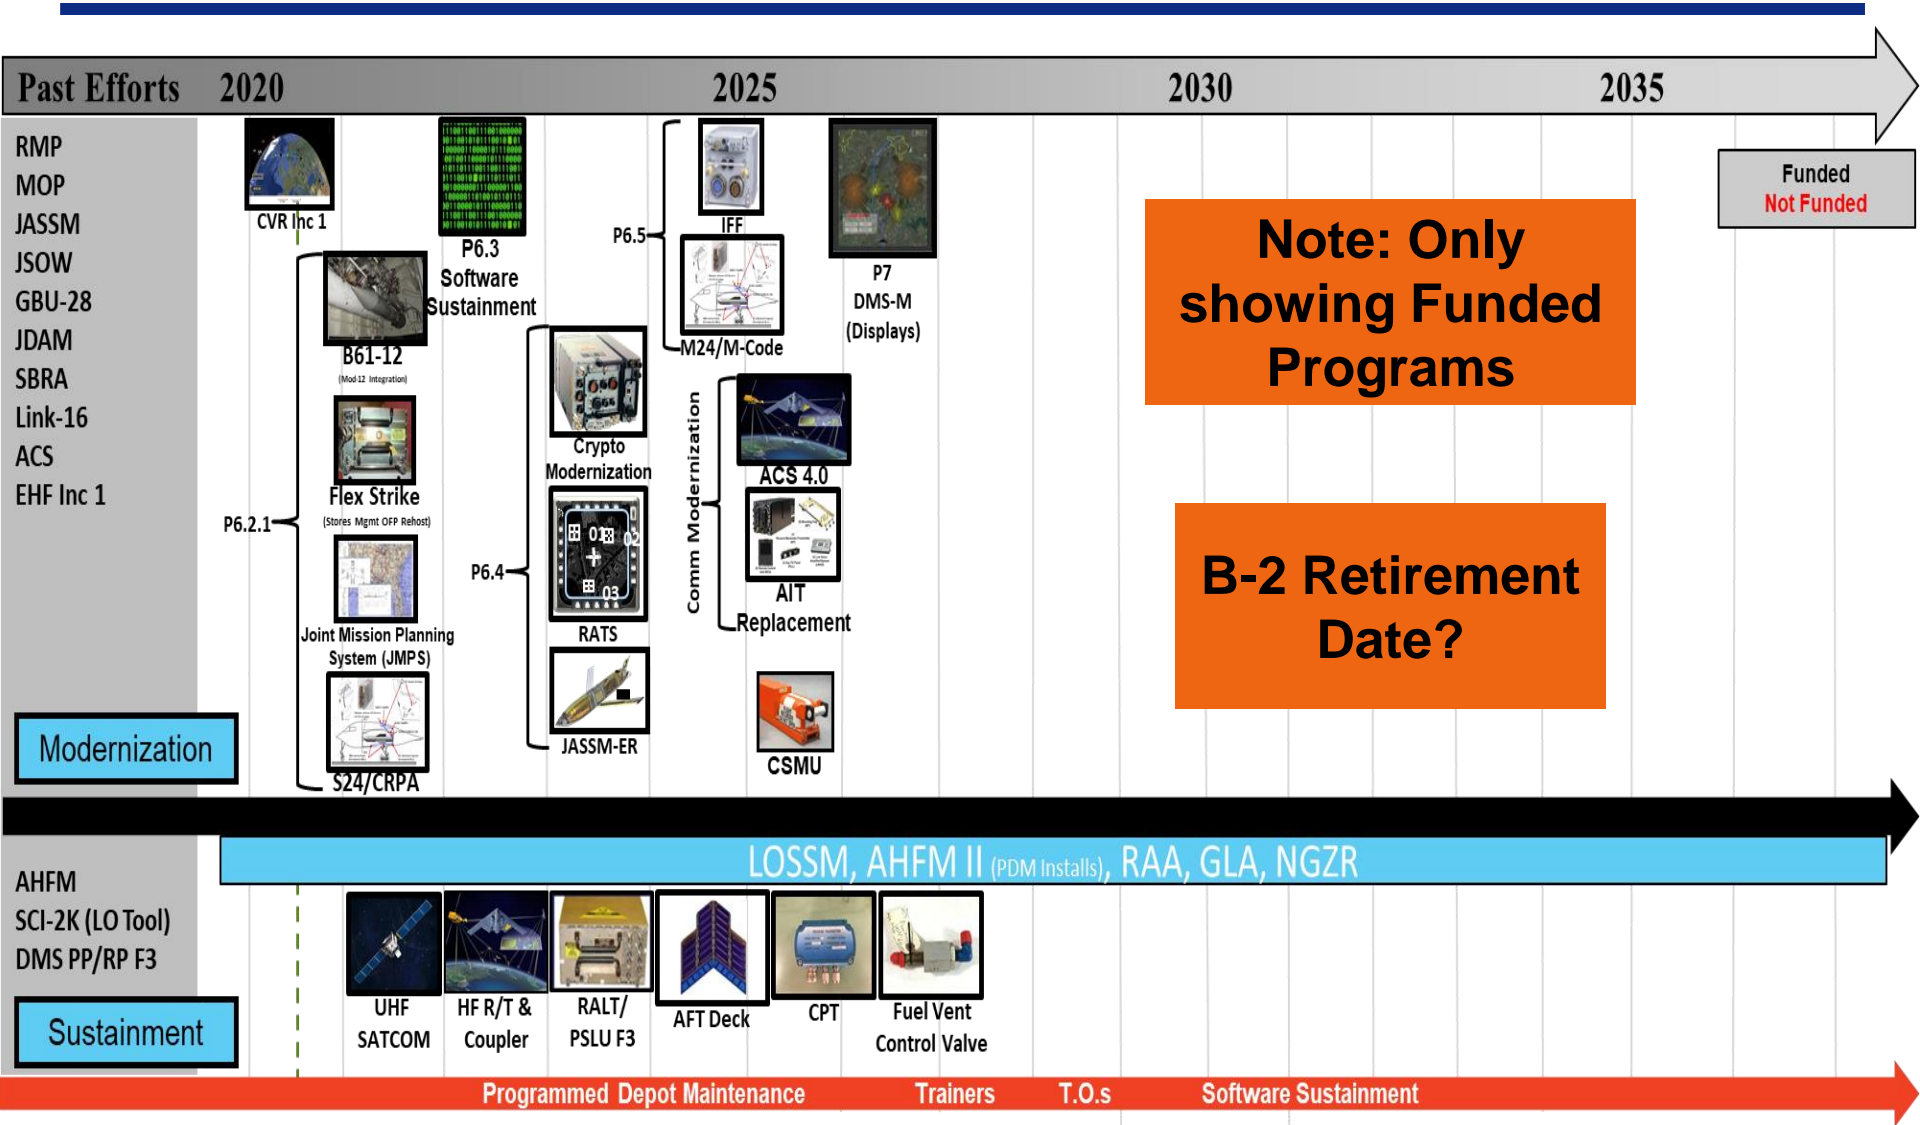 Past Efforts 2020 2025 2030 2035
RMP
MOP
JASSM
JSOW
GBU-28
JDAM
SBRA
Link-16
ACS
EHF Inc 1
Modernization
CVR Inc 1
P6.2.1
B61-12
(Mod-12 Integration)
Flex Strike
(Stores Mgmt OFP Rehost)
Joint Mission Planning
System (JMPS)
S24/CRPA
P6.3
Software
Sustainment
P6.4
Crypto
Modernization
01
02
03
RATS
JASSM-ER
P6.5
IFF
M24/M-Code
Comm Modernization
ACS 4.0
AIT
Replacement
CSMU
P7
DMS-M
(Displays)
Note: Only
showing Funded
Programs
B-2 Retirement
Date?
Funded
Not Funded
LOSSM, AHFM II (PDM Installs), RAA, GLA, NGZR
AHFM
SCI-2K (LO Tool)
DMS PP/RP F3
Sustainment
UHF
SATCOM
HF R/T &
Coupler
RALT/
PSLU F3
AFT Deck
CPT
Fuel Vent
Control Valve
Programmed Depot Maintenance Trainers T.O.s Software Sustainment